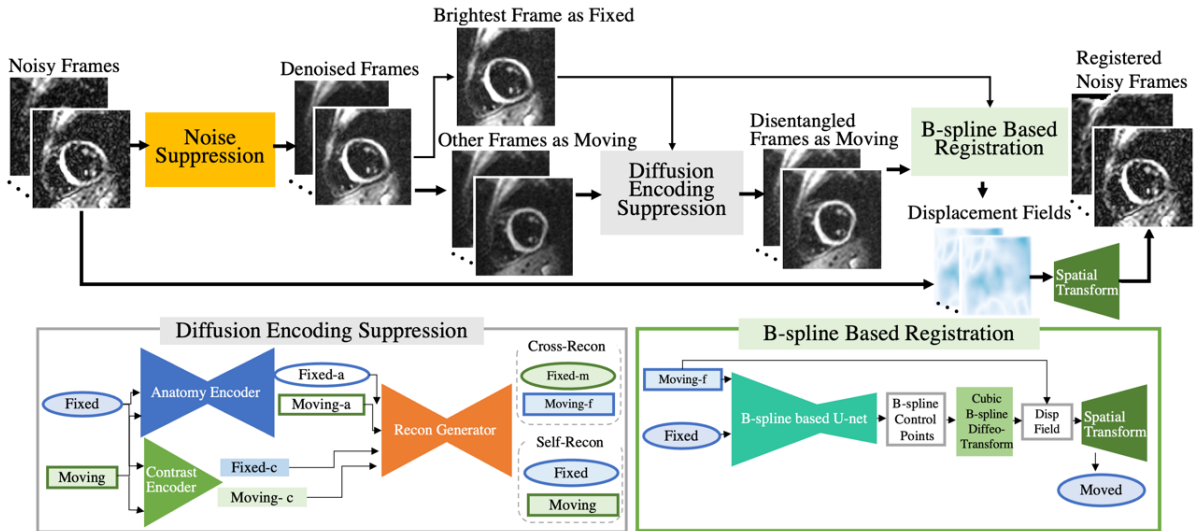 Brightest Frame as Fixed
Noisy Frames
Denoised Frames
Registered
Noisy Frames
Noise
Suppression
Other Frames as Moving
Diffusion
Encoding
Suppression
Disentangled
Frames as Moving
B-spline Based
Registration
Displacement Fields
Spatial
Transform
Diffusion Encoding Suppression
Fixed
Moving
Anatomy Encoder
Contrast
Encoder
Fixed-a
Moving-a
Fixed-c
Moving- c
Recon Generator
Cross-Recon
Fixed-m
Moving-f
Self-Recon
Fixed
Moving
B-spline Based Registration
Moving-f
Fixed
B-spline based U-net
B-spline
Control
Points
Cubic
B-spline
Diffeo-
Transform
Disp
Field
Spatial
Transform
Moved